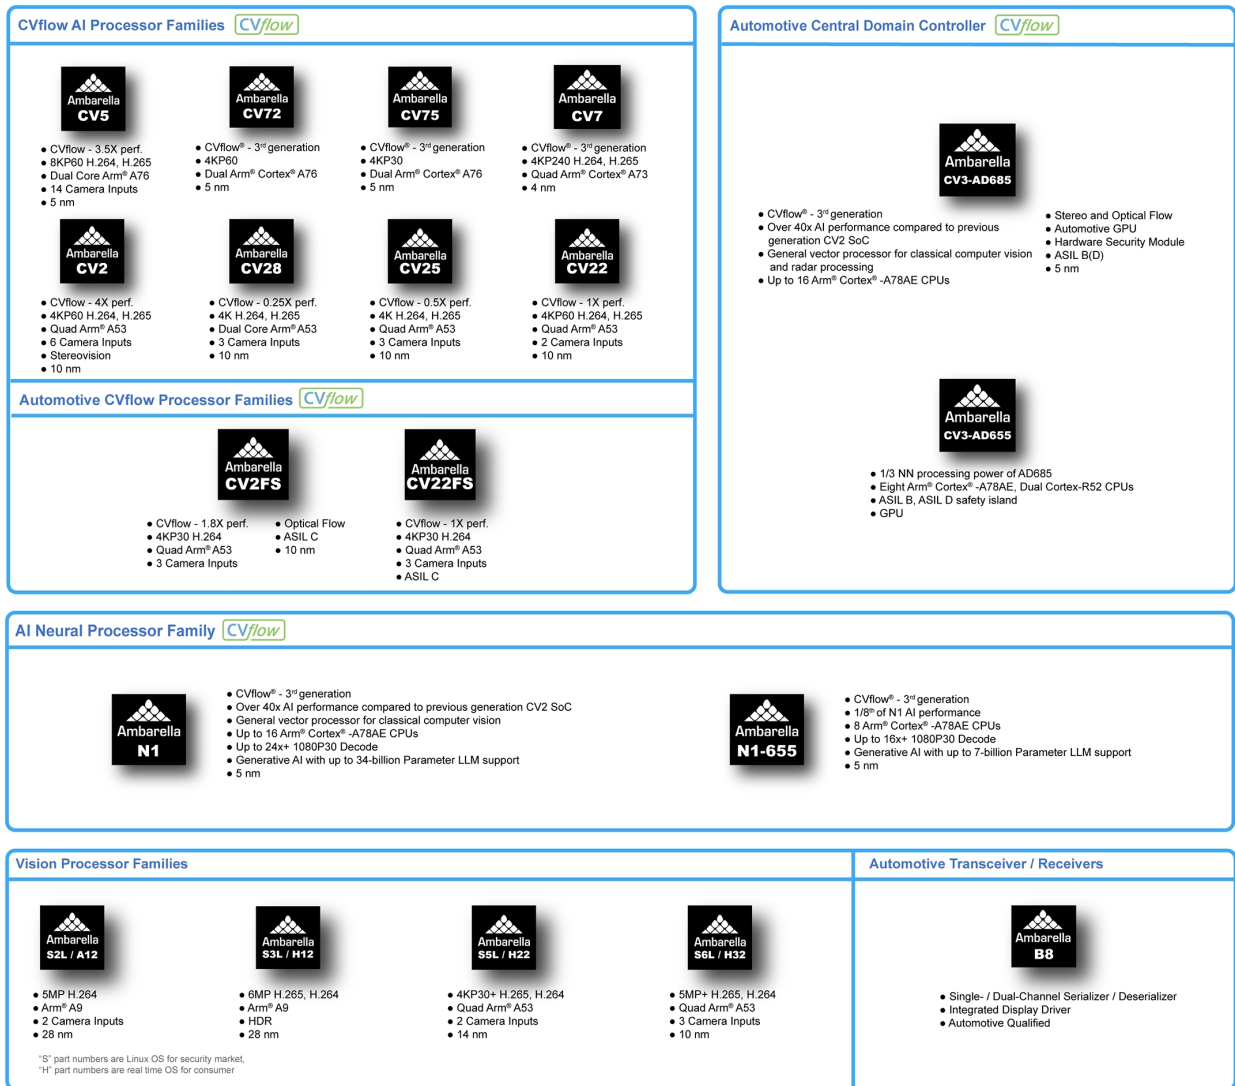 CVflow AI Processor Families CVflow
Ambarella
CV5
● CVflow - 3.5X perf.
● 8KP60 H.264, H.265
● Dual Core Arm® A76
● 14 Camera Inputs
● 5 nm
Ambarella
CV72
● CVflow® - 3rd generation
● 4KP60
● Dual Arm® Cortex® A76
● 5 nm
Ambarella
CV75
● CVflow® - 3rd generation
● 4KP30
● Dual Arm® Cortex® A76
● 5 nm
Ambarella
CV7
● CVflow® - 3rd generation
● 4KP240 H.264, H.265
● Quad Arm® Cortex® A73
● 4 nm
Ambarella
CV2
● CVflow - 4X perf.
● 4KP60 H.264, H.265
● Quad Arm® A53
● 6 Camera Inputs
● Stereovision
● 10 nm
Ambarella
CV28
● CVflow - 0.25X perf.
● 4K H.264, H.265
● Dual Core Arm® A53
● 3 Camera Inputs
● 10 nm
Ambarella
CV25
● CVflow - 0.5X perf.
● 4K H.264, H.265
● Quad Arm® A53
● 3 Camera Inputs
● 10 nm
Ambarella
CV22
● CVflow - 1X perf.
● 4KP60 H.264, H.265
● Quad Arm® A53
● 2 Camera Inputs
● 10 nm
Automotive CVflow Processor Families CVflow
Ambarella
CV2FS
● CVflow - 1.8X perf.
● 4KP30 H.264
● Quad Arm® A53
● 3 Camera Inputs
● Optical Flow
● ASIL C
● 10 nm
Ambarella
CV22FS
● CVflow - 1X perf.
● 4KP30 H.264
● Quad Arm® A53
● 3 Camera Inputs
● ASIL C
Automotive Central Domain Controller CVflow
Ambarella
CV3-AD685
● CVflow® - 3rd generation
● Over 40x AI performance compared to previous
generation CV2 SoC
● General vector processor for classical computer vision
and radar processing
● Up to 16 Arm® Cortex® -A78AE CPUs
● Stereo and Optical Flow
● Automotive GPU
● Hardware Security Module
● ASIL B(D)
● 5 nm
Ambarella
CV3-AD655
● 1/3 NN processing power of AD685
● Eight Arm® Cortex® -A78AE, Dual Cortex-R52 CPUs
● ASIL B, ASIL D safety island
● GPU
AI Neural Processor Family CVflow
Ambarella
N1
● CVflow® - 3rd generation
● Over 40x AI performance compared to previous generation CV2 SoC
● General vector processor for classical computer vision
● Up to 16 Arm® Cortex® -A78AE CPUs
● Up to 24x+ 1080P30 Decode
● Generative AI with up to 34-billion Parameter LLM support
● 5 nm
Ambarella
N1-655
● CVflow® - 3rd generation
● 1/8th of N1 AI performance
● 8 Arm® Cortex® -A78AE CPUs
● Up to 16x+ 1080P30 Decode
● Generative AI with up to 7-billion Parameter LLM support
● 5 nm
Vision Processor Families
Ambarella
S2L / A12
● 5MP H.264
● Arm® A9
● 2 Camera Inputs
● 28 nm
Ambarella
S3L / H12
● 6MP H.265, H.264
● Arm® A9
● HDR
● 28 nm
Ambarella
S5L / H22
● 4KP30+ H.265, H.264
● Quad Arm® A53
● 2 Camera Inputs
● 14 nm
Ambarella
S6L / H32
● 5MP+ H.265, H.264
● Quad Arm® A53
● 3 Camera Inputs
● 10 nm
"S" part numbers are Linux OS for security market,
"H" part numbers are real time OS for consumer
Automotive Transceiver / Receivers
Ambarella
B8
● Single- / Dual-Channel Serializer / Deserializer
● Integrated Display Driver
● Automotive Qualified